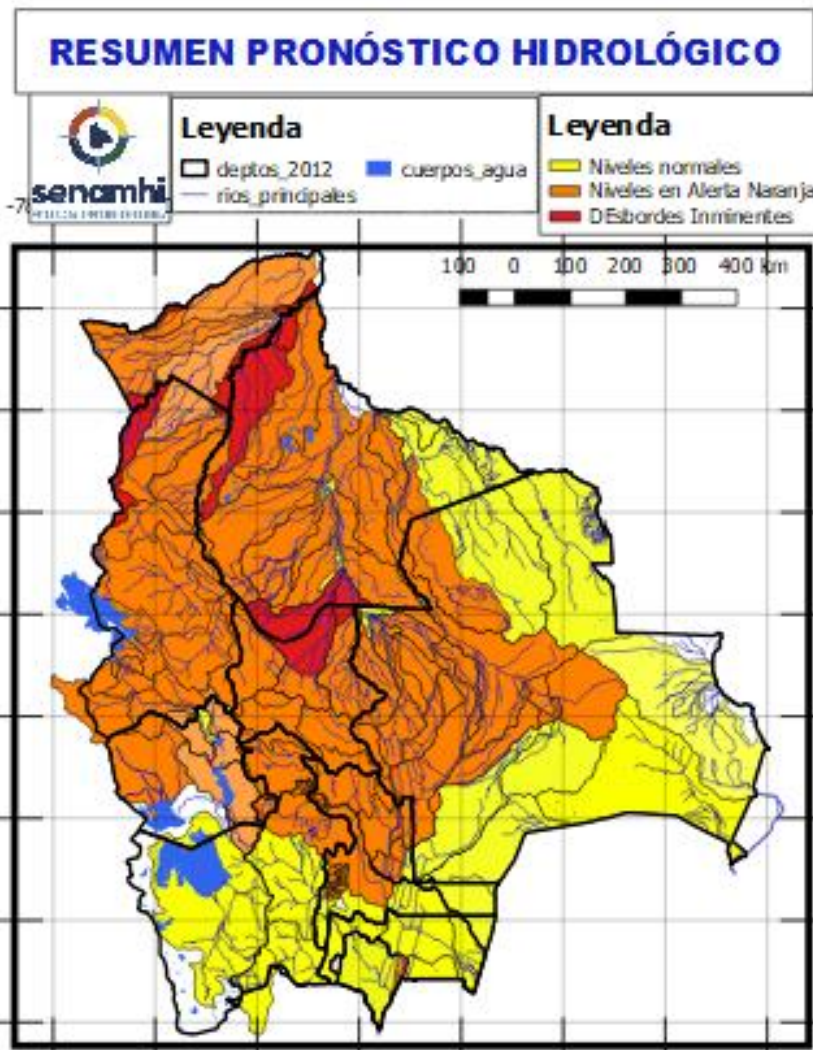 RESUMEN PRONÓSTICO HIDROLÓGICO
Leyenda
deptos_2012
cuerpos_agua
rios_principales
senamhi
Leyenda
Niveles normales
Niveles en Alerta Naranja
DEsbordes Inminentes
100 0 100 200 300 400 km